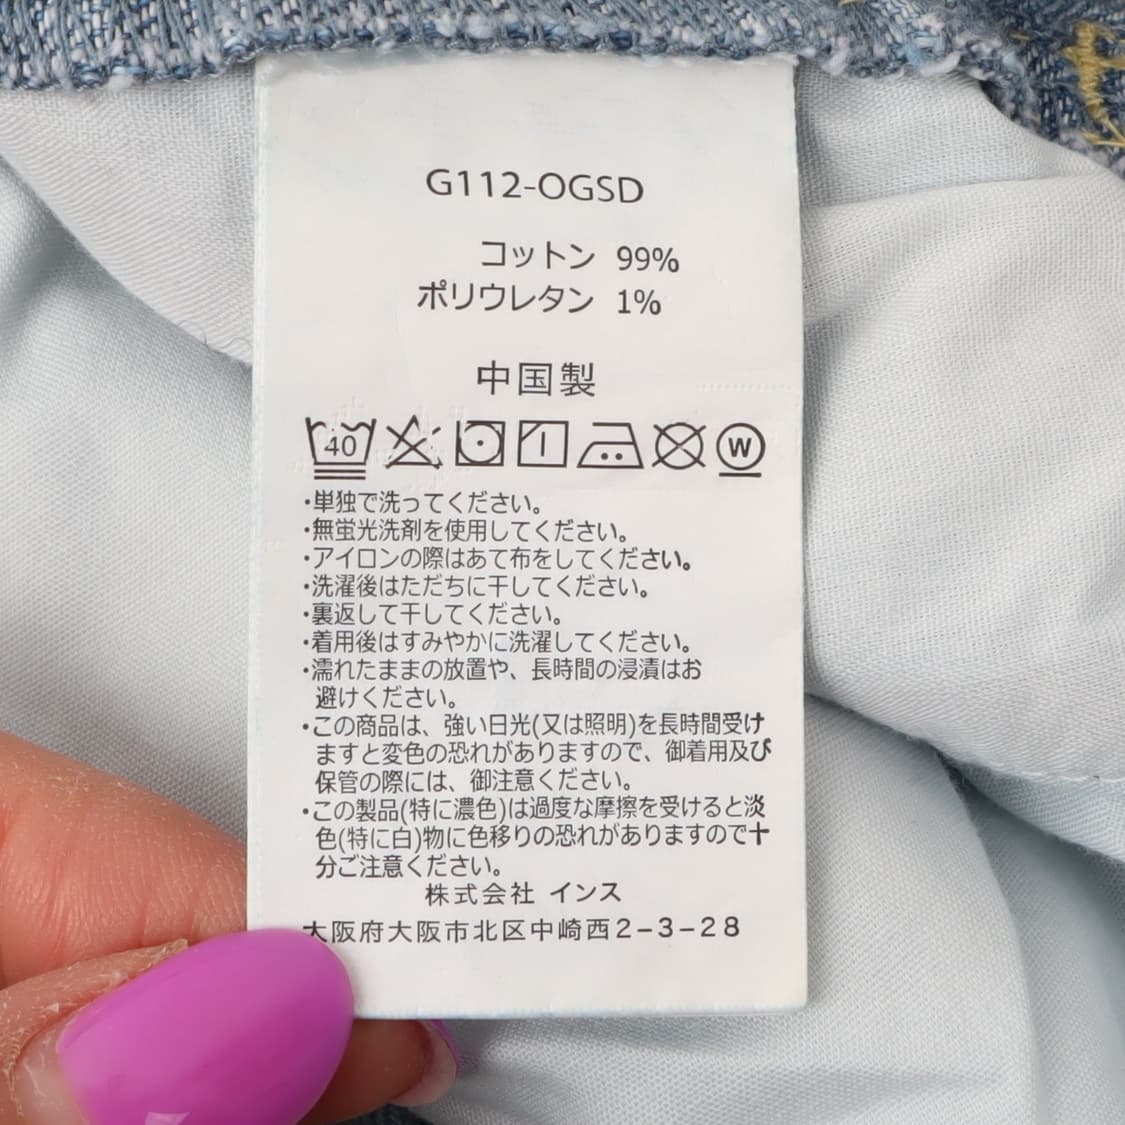 G112-OGSD
コットン 99%
ポリウレタン 1%
中国製
40 W
・単独で洗ってください。
・無蛍光洗剤を使用してください。
・アイロンの際はあて布をしてください。
・洗濯後はただちに干してください。
・裏返して干してください。
・着用後はすみやかに洗濯してください。
・濡れたままの放置や、長時間の浸漬はお
避けください。
・この商品は、強い日光(又は照明)を長時間受け
ますと変色の恐れがありますので、御着用及び
保管の際には、御注意ください。
・この製品(特に濃色)は過度な摩擦を受けると淡
色(特に白)物に色移りの恐れがありますので十
分ご注意ください。
株式会社 インス
大阪府大阪市北区中崎西2-3-28